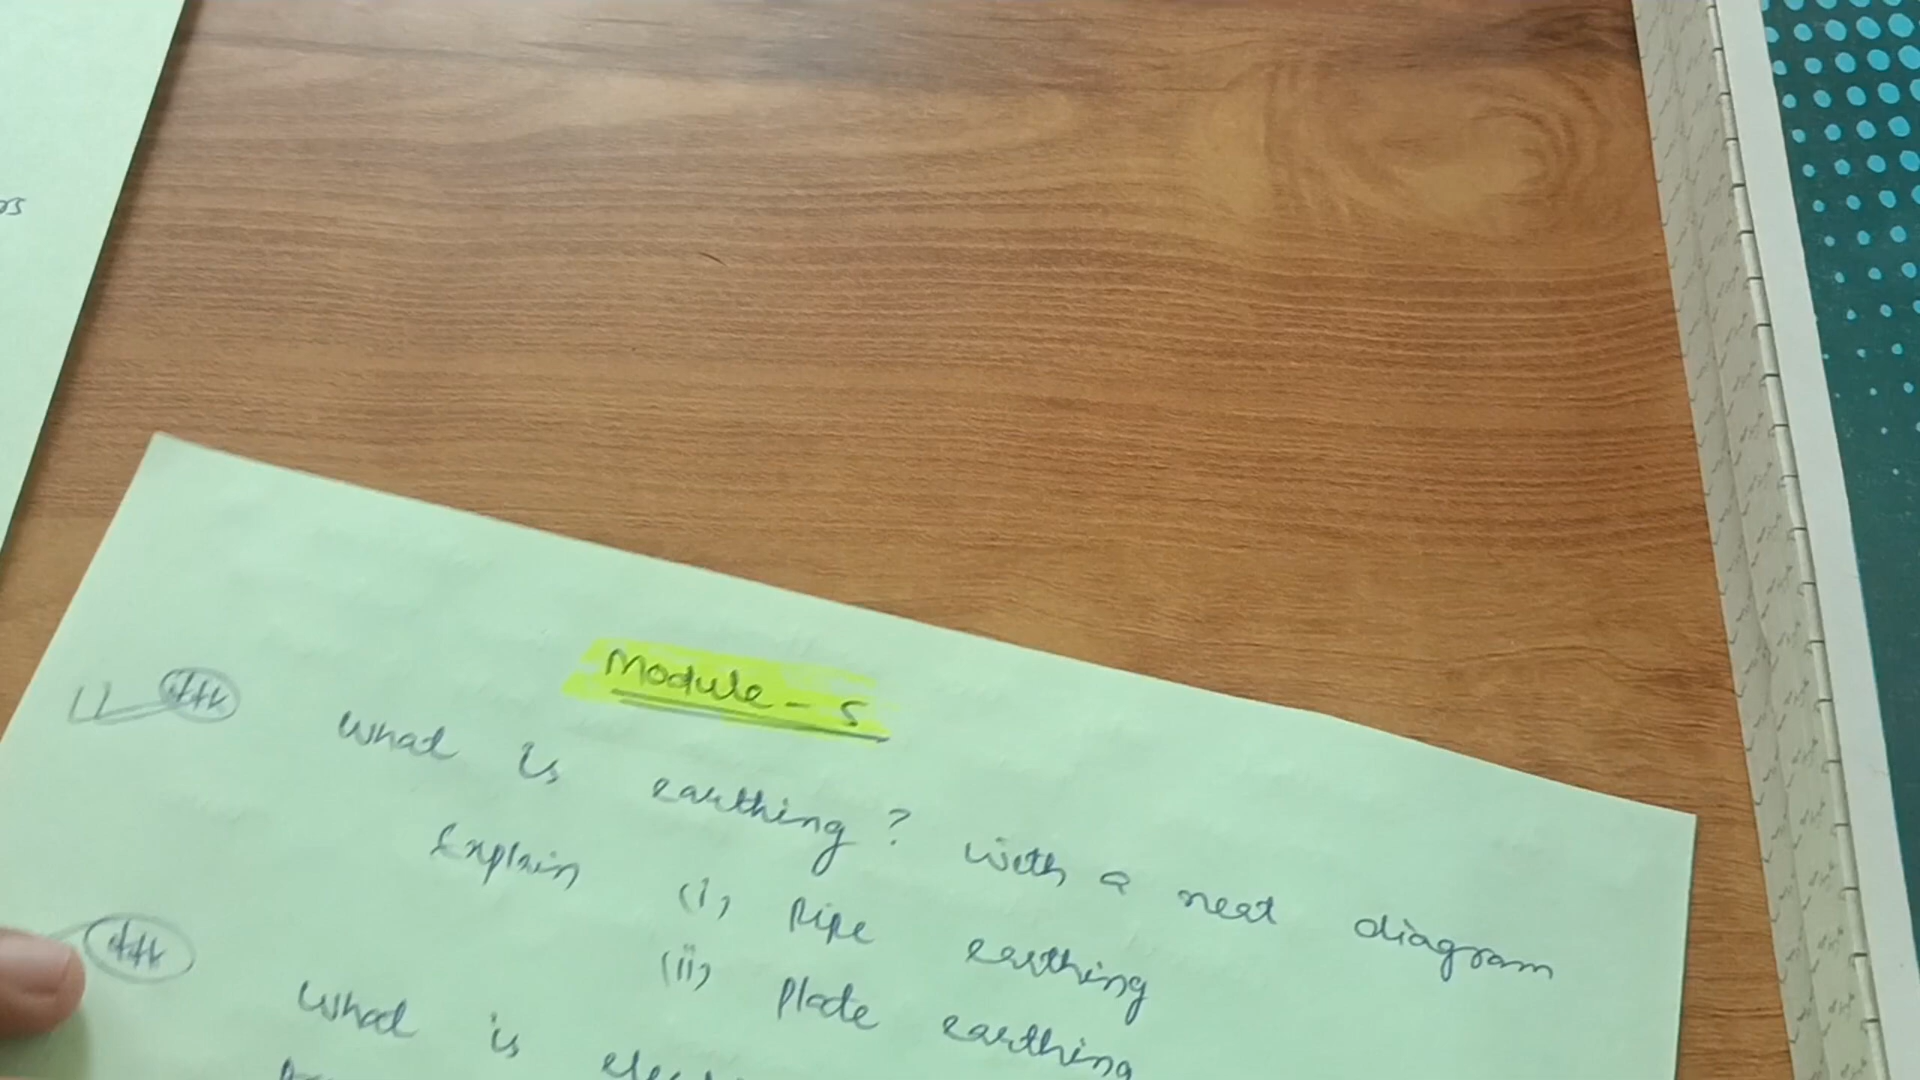 Module - 5
1) What is earthing? With a neat diagram
Explain (i) Pipe earthing
(ii) Plate earthing
What is